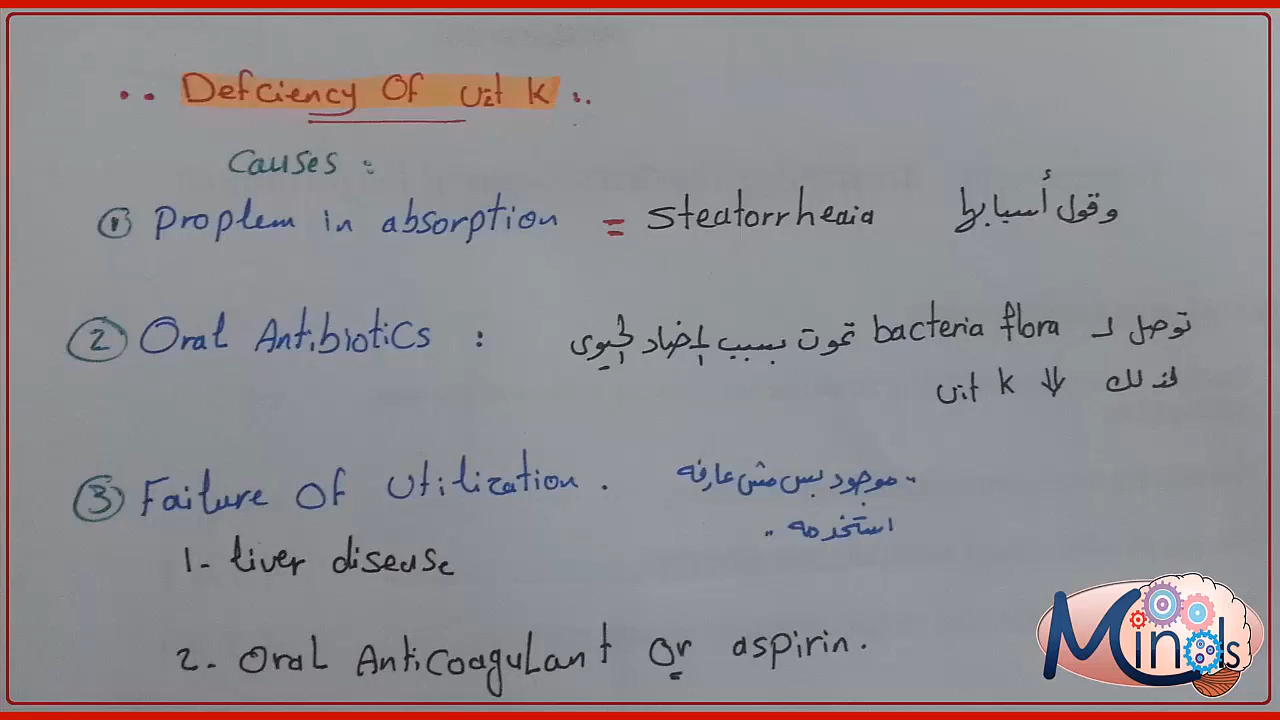 Defciency Of vit K
Causes :
① Proplem in absorption = Steatorrheaia وقول أسبابها
② Oral Antibiotics : توصل لـ bacteria flora تموت بسبب المضاد الحيوى
لذلك vit K ↓
③ Failure Of Utilization . موجود بس مش عارفه
استخدمه ..
1- liver disease
2- Oral Anticoagulant Or aspirin.
Minds